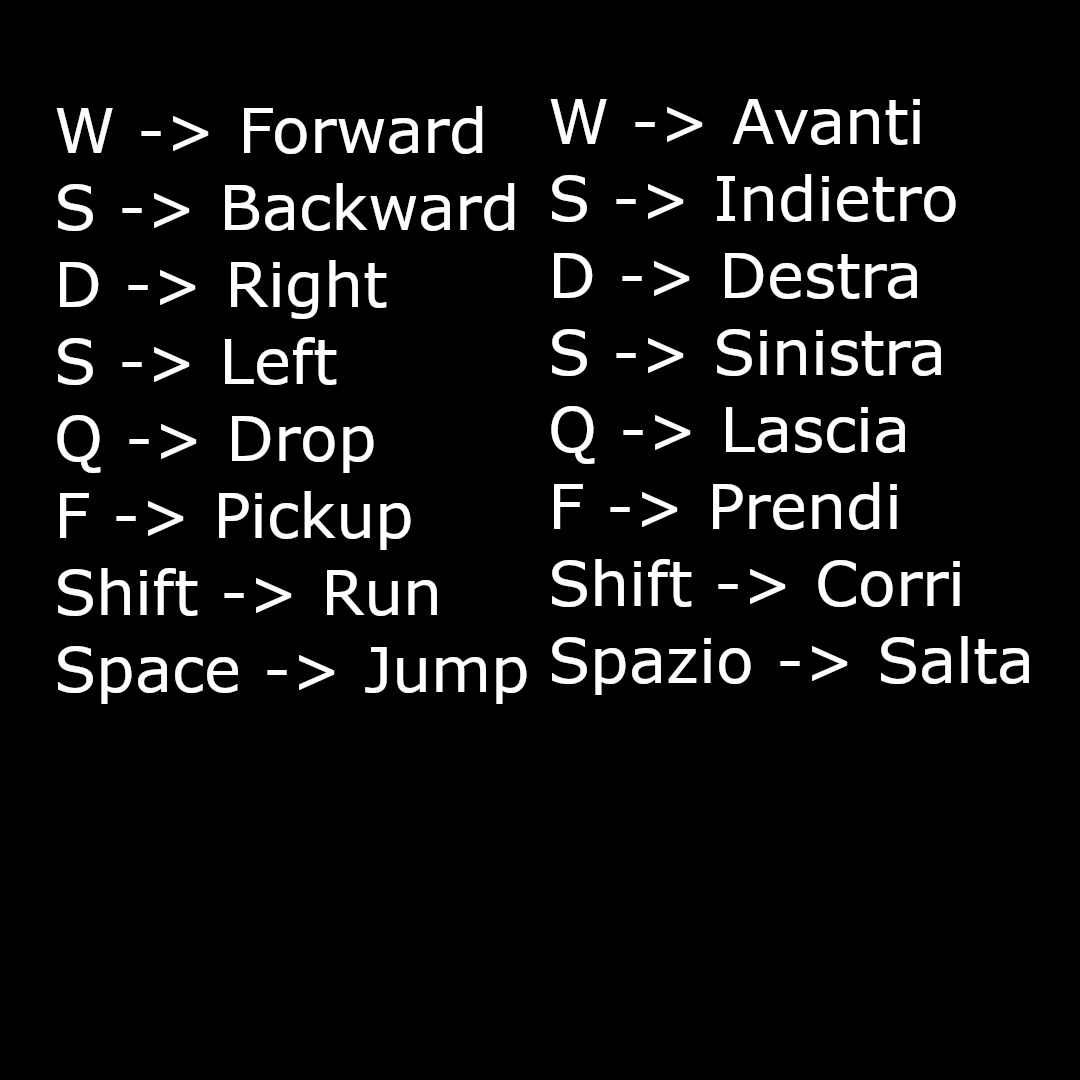 W -> Forward
S -> Backward
D -> Right
S -> Left
Q -> Drop
F -> Pickup
Shift -> Run
Space -> Jump
W -> Avanti
S -> Indietro
D -> Destra
S -> Sinistra
Q -> Lascia
F -> Prendi
Shift -> Corri
Spazio -> Salta